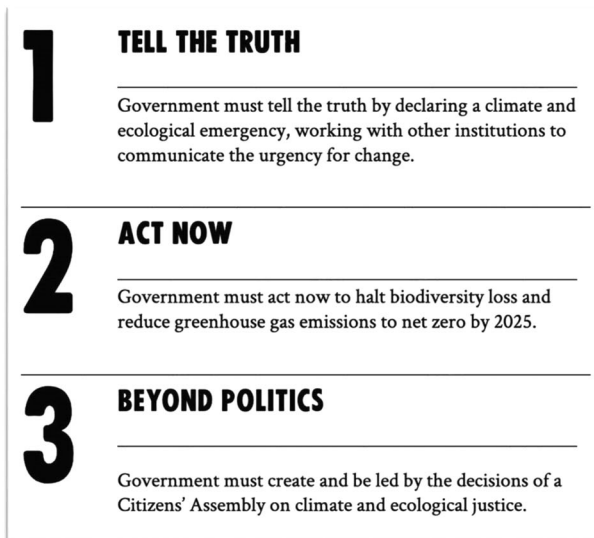 1
TELL THE TRUTH
Government must tell the truth by declaring a climate and
ecological emergency, working with other institutions to
communicate the urgency for change.
2
ACT NOW
Government must act now to halt biodiversity loss and
reduce greenhouse gas emissions to net zero by 2025.
3
BEYOND POLITICS
Government must create and be led by the decisions of a
Citizens’ Assembly on climate and ecological justice.